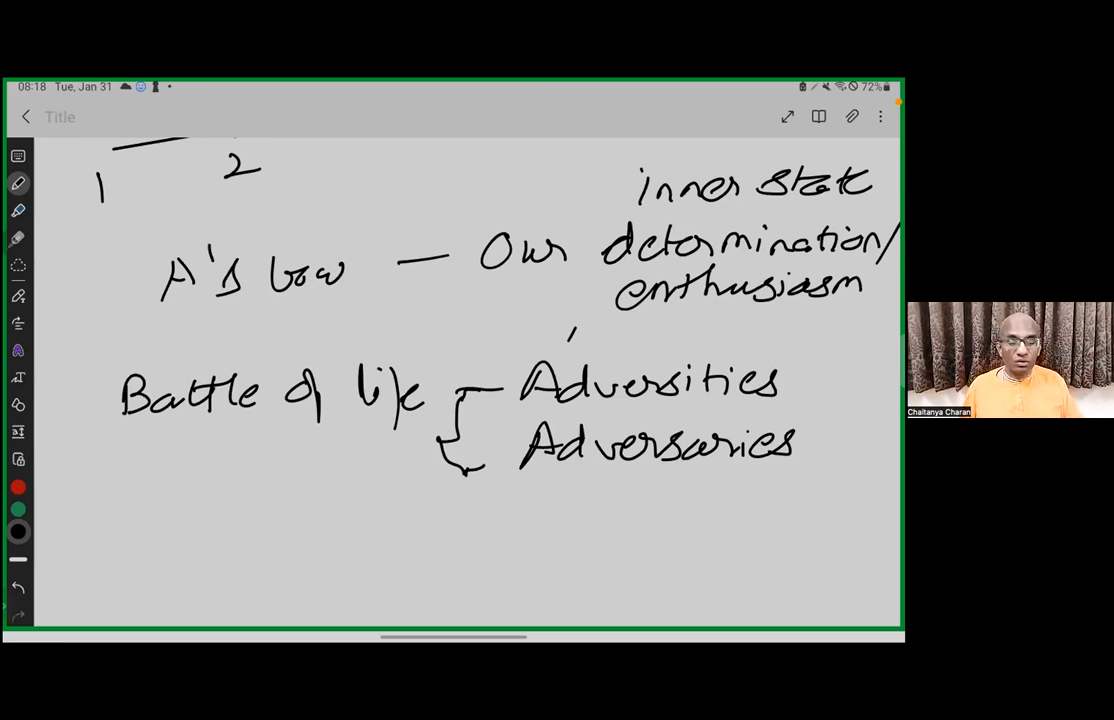 08:18 Tue, Jan 31 72%
Title
1 2
inner state
A's bow — Our determination/
enthusiasm
Battle of life — Adversities
Adversaries
Chaitanya Charan